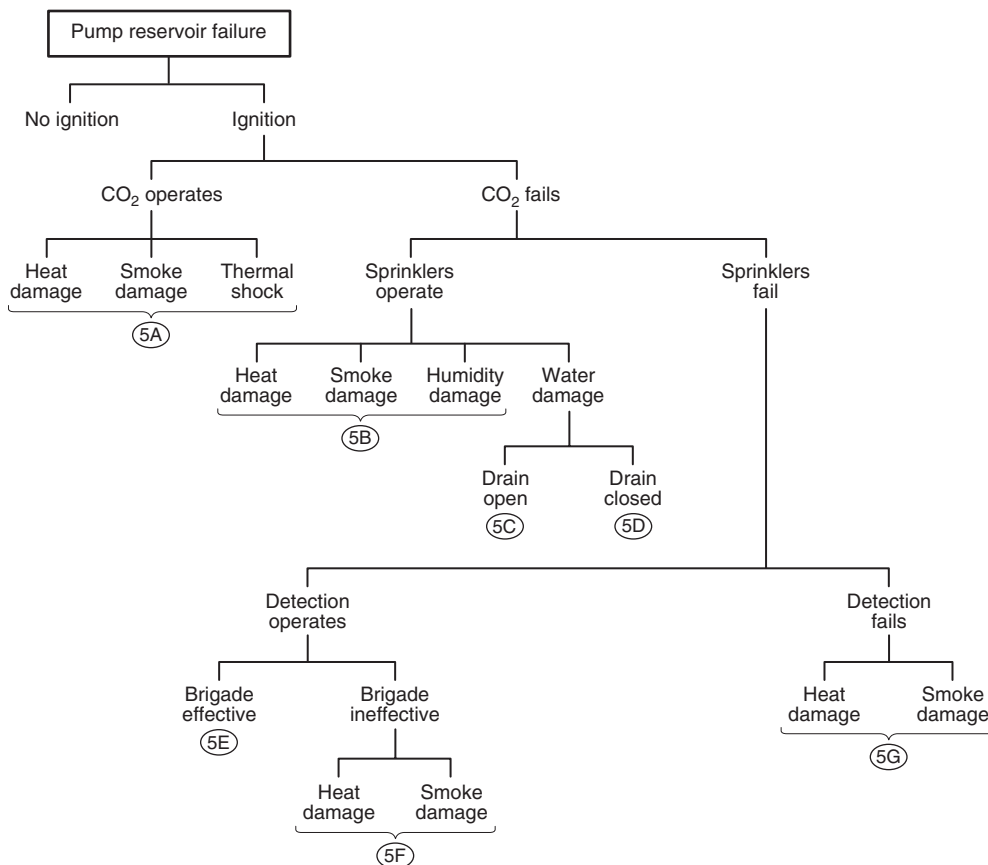 Pump reservoir failure
No ignition
Ignition
CO₂ operates
CO₂ fails
Heat
damage
Smoke
damage
Thermal
shock
5A
Sprinklers
operate
Sprinklers
fail
Heat
damage
Smoke
damage
Humidity
damage
Water
damage
5B
Drain
open
5C
Drain
closed
5D
Detection
operates
Detection
fails
Brigade
effective
5E
Brigade
ineffective
Heat
damage
Smoke
damage
5G
Heat
damage
Smoke
damage
5F